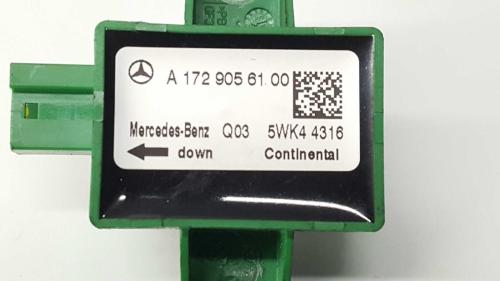 A 172 905 61 00
Mercedes-Benz Q03 5WK4 4316
down Continental